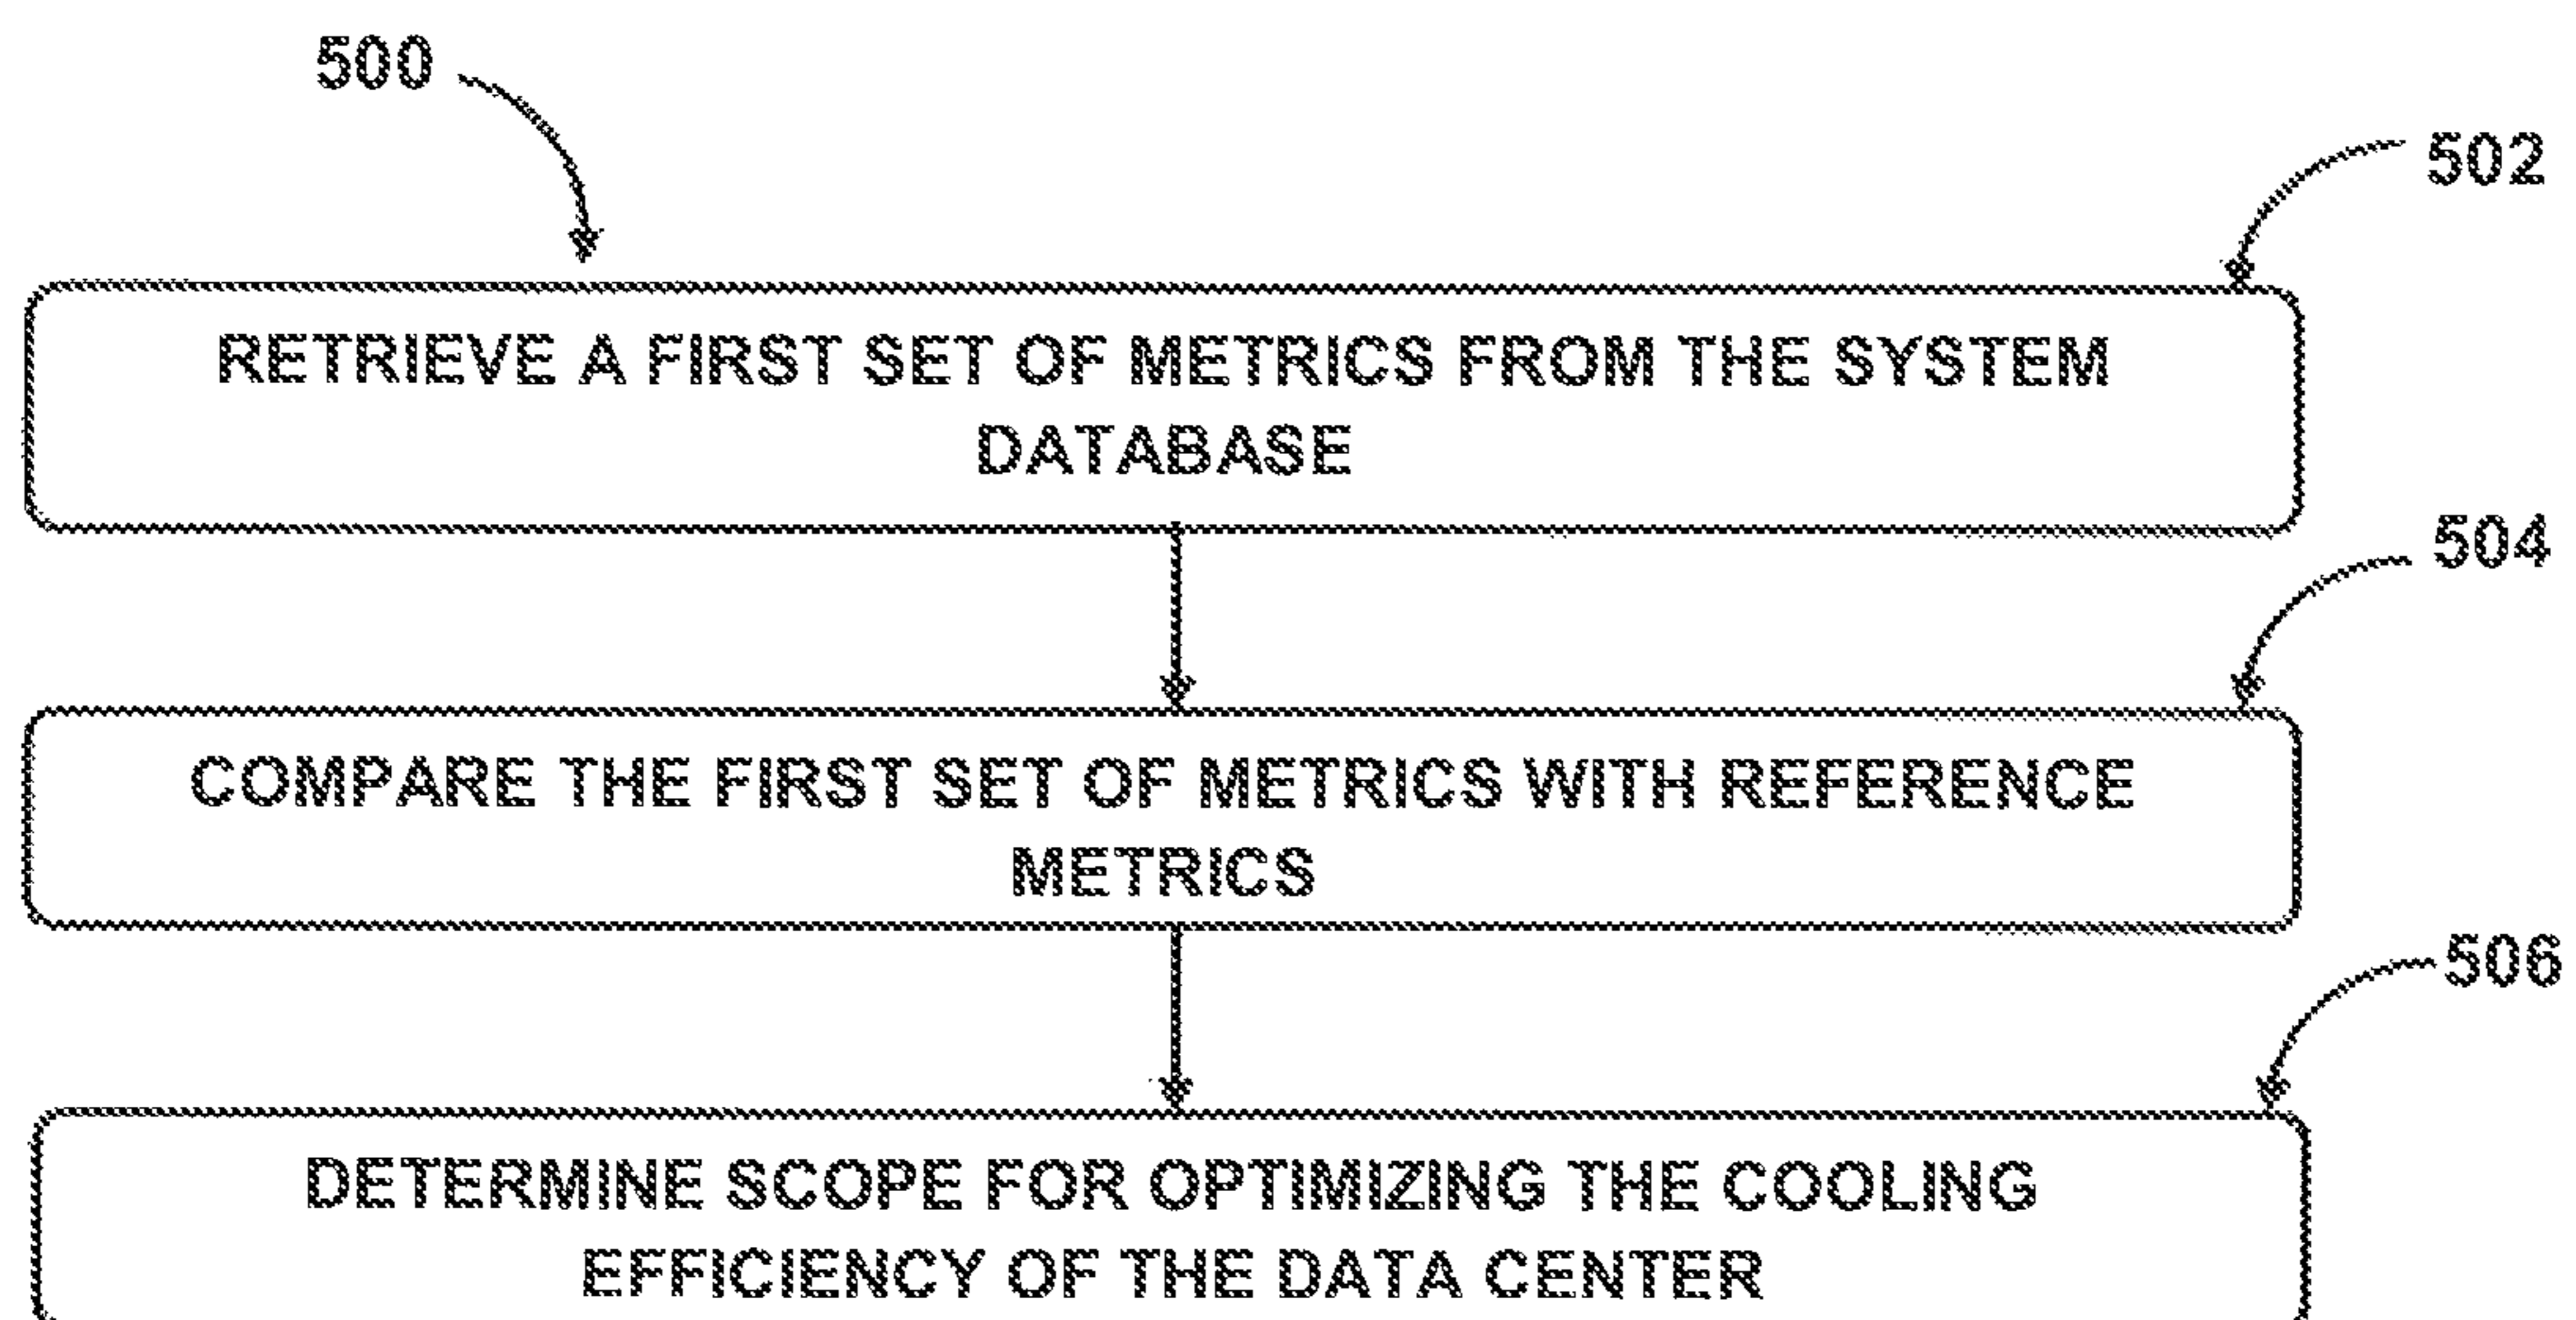 500
502
RETRIEVE A FIRST SET OF METRICS FROM THE SYSTEM
DATABASE
504
COMPARE THE FIRST SET OF METRICS WITH REFERENCE
METRICS
506
DETERMINE SCOPE FOR OPTIMIZING THE COOLING
EFFICIENCY OF THE DATA CENTER